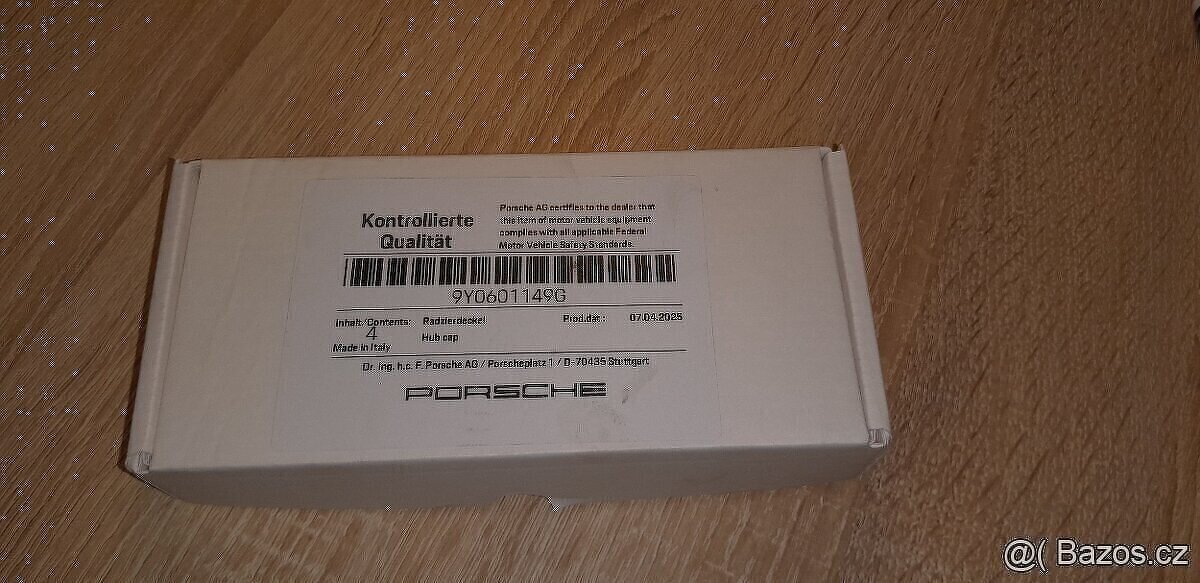 Kontrollierte
Qualität
Porsche AG certifies to the dealer that
this item of motor vehicle equipment
complies with all applicable Federal
Motor Vehicle Safety Standards.
9Y0601149G
Inhalt/Contents: Radzierdeckel Prod.dat: 07.04.2025
4 Hub cap
Made in Italy
Dr. Ing. h.c. F. Porsche AG / Porscheplatz 1 / D-70435 Stuttgart
PORSCHE
@( Bazos.cz